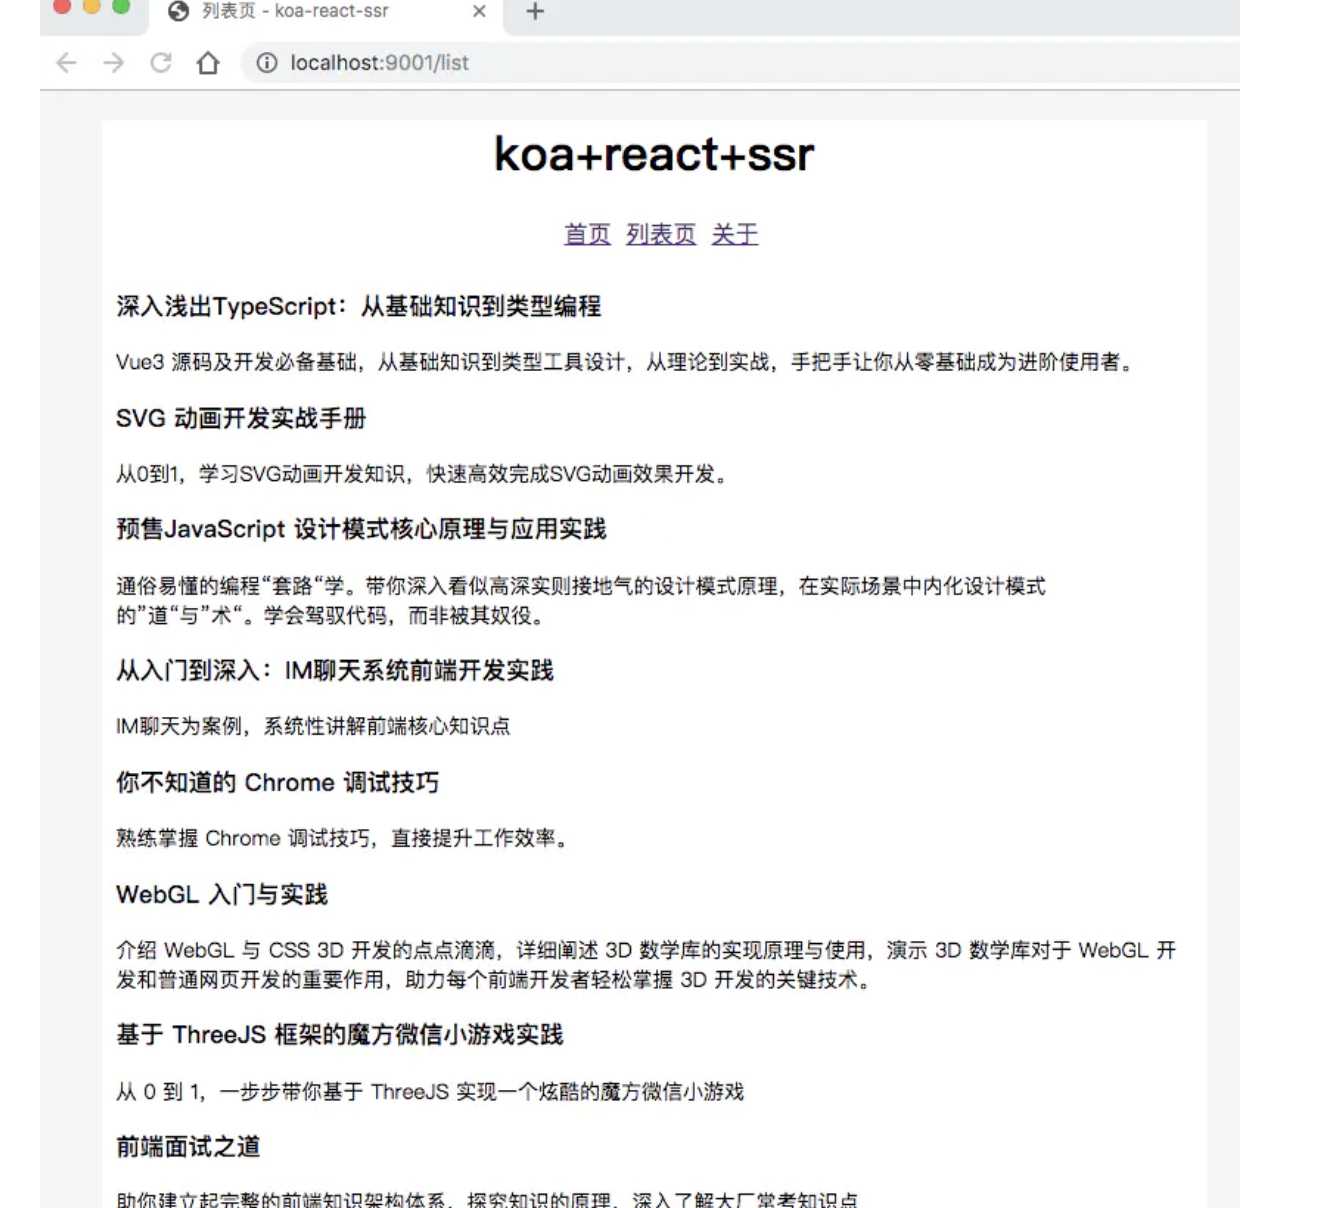 列表页 - koa-react-ssr
localhost:9001/list
koa+react+ssr
首页 列表页 关于
深入浅出TypeScript：从基础知识到类型编程
Vue3 源码及开发必备基础，从基础知识到类型工具设计，从理论到实战，手把手让你从零基础成为进阶使用者。
SVG 动画开发实战手册
从0到1，学习SVG动画开发知识，快速高效完成SVG动画效果开发。
预售JavaScript 设计模式核心原理与应用实践
通俗易懂的编程“套路“学。带你深入看似高深实则接地气的设计模式原理，在实际场景中内化设计模式
的”道“与”术“。学会驾驭代码，而非被其奴役。
从入门到深入：IM聊天系统前端开发实践
IM聊天为案例，系统性讲解前端核心知识点
你不知道的 Chrome 调试技巧
熟练掌握 Chrome 调试技巧，直接提升工作效率。
WebGL 入门与实践
介绍 WebGL 与 CSS 3D 开发的点点滴滴，详细阐述 3D 数学库的实现原理与使用，演示 3D 数学库对于 WebGL 开
发和普通网页开发的重要作用，助力每个前端开发者轻松掌握 3D 开发的关键技术。
基于 ThreeJS 框架的魔方微信小游戏实践
从 0 到 1，一步步带你基于 ThreeJS 实现一个炫酷的魔方微信小游戏
前端面试之道
助你建立起完整的前端知识架构体系，探究知识的原理，深入了解大厂常考知识点